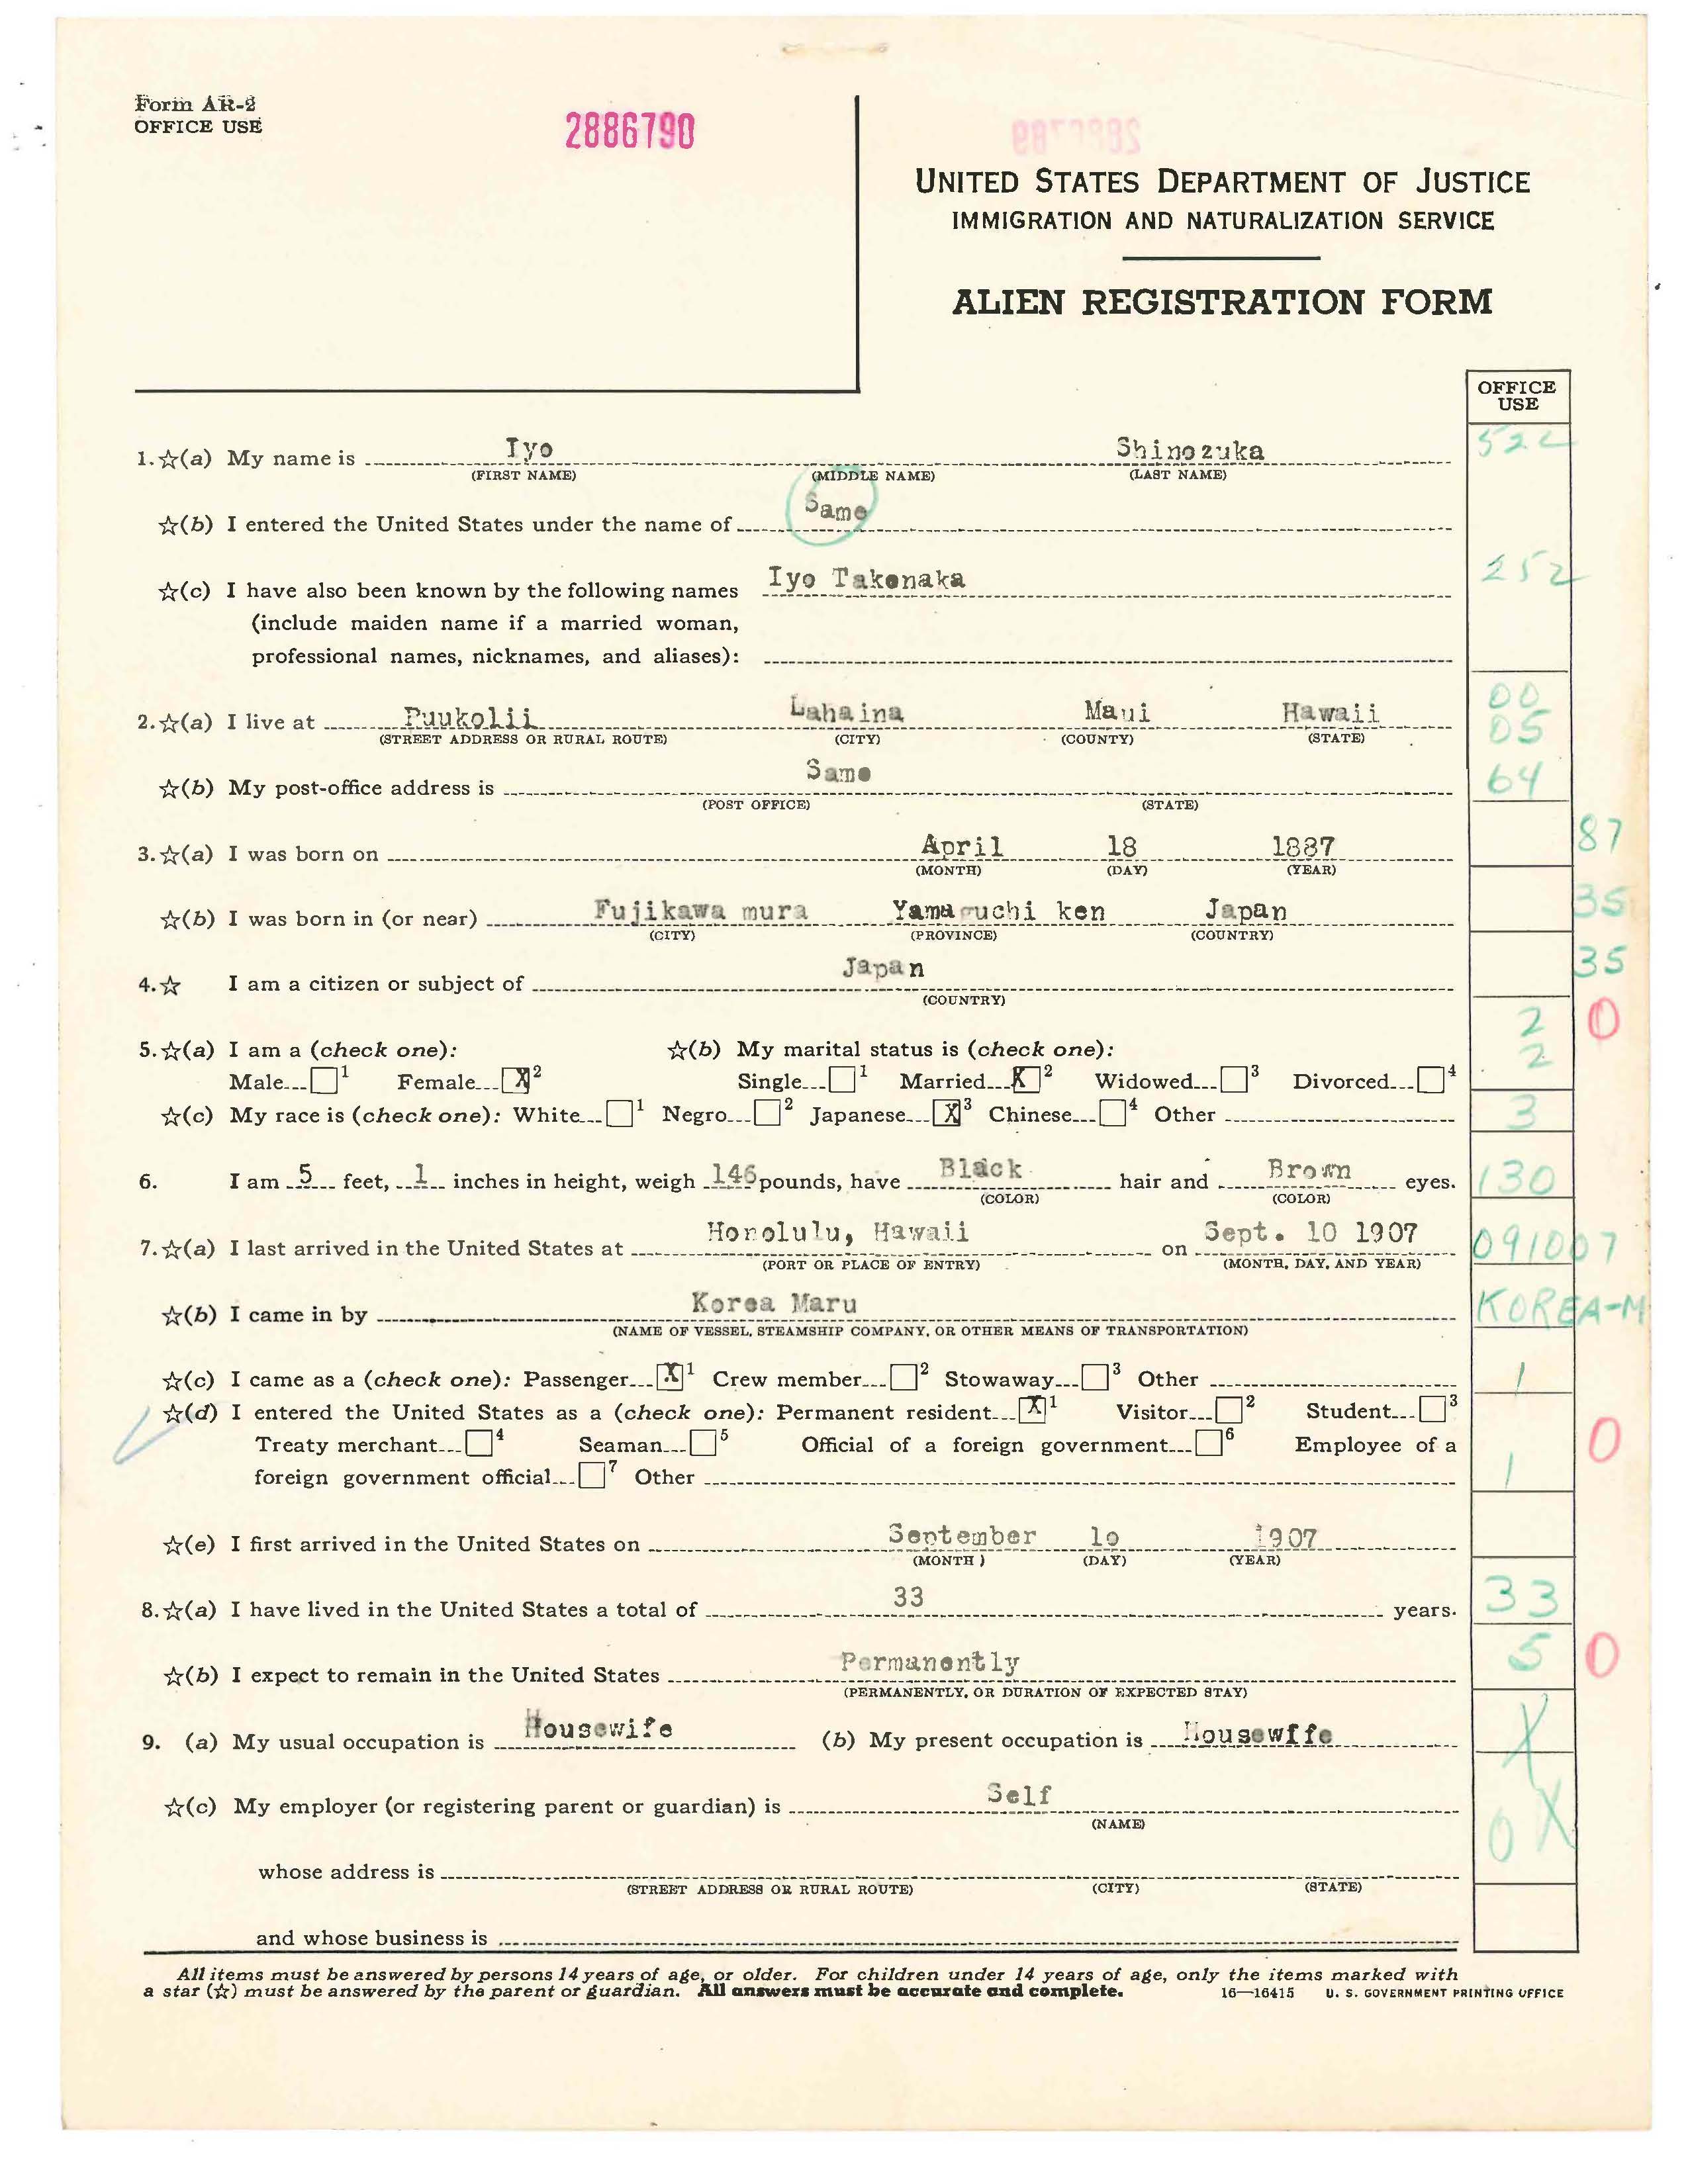 Form AR-2
OFFICE USE
2886790
UNITED STATES DEPARTMENT OF JUSTICE
IMMIGRATION AND NATURALIZATION SERVICE
ALIEN REGISTRATION FORM
OFFICE USE
1. ☆(a) My name is Iyo Shinozuka 522
(FIRST NAME) (MIDDLE NAME) (LAST NAME)
☆(b) I entered the United States under the name of Same
☆(c) I have also been known by the following names Iyo Takenaka 252
(include maiden name if a married woman,
professional names, nicknames, and aliases):
2. ☆(a) I live at Puukolii Lahaina Maui Hawaii 00 05
(STREET ADDRESS OR RURAL ROUTE) (CITY) (COUNTY) (STATE)
☆(b) My post-office address is Same 64
(POST OFFICE) (STATE)
3. ☆(a) I was born on April 18 1887 87
(MONTH) (DAY) (YEAR)
☆(b) I was born in (or near) Fujikawa mura Yamaguchi ken Japan 35
(CITY) (PROVINCE) (COUNTRY)
4. ☆ I am a citizen or subject of Japan 35
(COUNTRY)
5. ☆(a) I am a (check one): ☆(b) My marital status is (check one): 2 0
Male 1 Female X 2 Single 1 Married X 2 Widowed 3 Divorced 4 2
☆(c) My race is (check one): White 1 Negro 2 Japanese X 3 Chinese 4 Other 3
6. I am 5 feet, 1 inches in height, weigh 146 pounds, have Black hair and Brown eyes. 130
(COLOR) (COLOR)
7. ☆(a) I last arrived in the United States at Honolulu, Hawaii on Sept. 10 1907 091007
(PORT OR PLACE OF ENTRY) (MONTH, DAY, AND YEAR)
☆(b) I came in by Korea Maru KOREA-M
(NAME OF VESSEL, STEAMSHIP COMPANY, OR OTHER MEANS OF TRANSPORTATION)
☆(c) I came as a (check one): Passenger X 1 Crew member 2 Stowaway 3 Other 1
☆(d) I entered the United States as a (check one): Permanent resident X 1 Visitor 2 Student 3
Treaty merchant 4 Seaman 5 Official of a foreign government 6 Employee of a 0
foreign government official 7 Other 1
☆(e) I first arrived in the United States on September 10 1907
(MONTH) (DAY) (YEAR)
8. ☆(a) I have lived in the United States a total of 33 years. 33
☆(b) I expect to remain in the United States Permanently 5 0
(PERMANENTLY, OR DURATION OF EXPECTED STAY)
9. (a) My usual occupation is Housewife (b) My present occupation is Housewffe X
☆(c) My employer (or registering parent or guardian) is Self 0 X
(NAME)
whose address is
(STREET ADDRESS OR RURAL ROUTE) (CITY) (STATE)
and whose business is
All items must be answered by persons 14 years of age, or older. For children under 14 years of age, only the items marked with
a star (☆) must be answered by the parent or guardian. All answers must be accurate and complete. 16—16415 U. S. GOVERNMENT PRINTING OFFICE